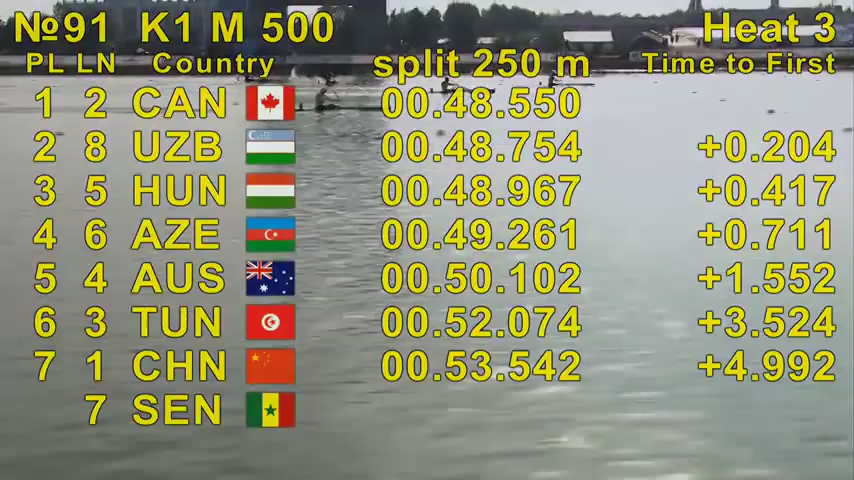 №91 K1 M 500 Heat 3
PL LN Country split 250 m Time to First
1 2 CAN 00.48.550
2 8 UZB 00.48.754 +0.204
3 5 HUN 00.48.967 +0.417
4 6 AZE 00.49.261 +0.711
5 4 AUS 00.50.102 +1.552
6 3 TUN 00.52.074 +3.524
7 1 CHN 00.53.542 +4.992
7 SEN